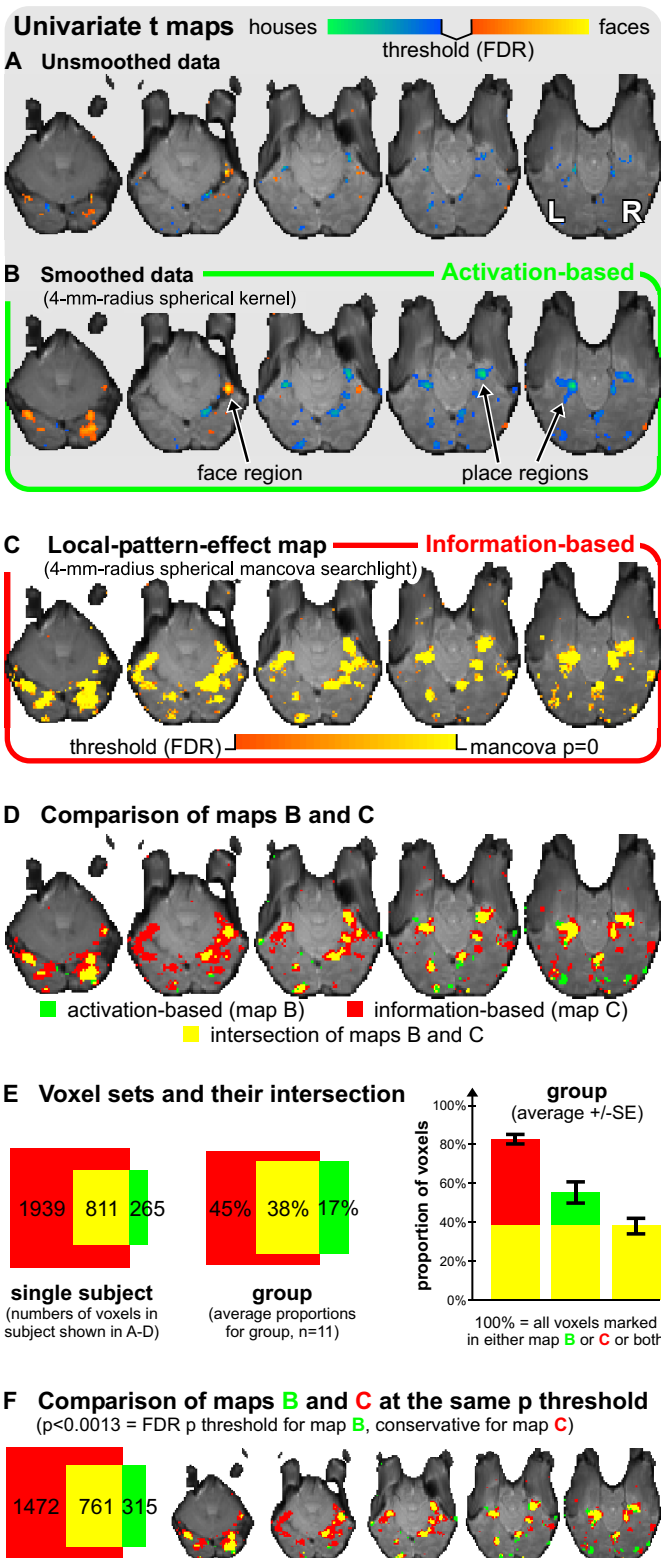 Univariate t maps
houses
faces
threshold (FDR)
A Unsmoothed data
L R
B Smoothed data
Activation-based
(4-mm-radius spherical kernel)
face region
place regions
C Local-pattern-effect map
Information-based
(4-mm-radius spherical mancova searchlight)
threshold (FDR)
mancova p=0
D Comparison of maps B and C
activation-based (map B)
information-based (map C)
intersection of maps B and C
E Voxel sets and their intersection
1939 811 265
single subject
(numbers of voxels in
subject shown in A-D)
45% 38% 17%
group
(average proportions
for group, n=11)
group
(average +/-SE)
proportion of voxels
100%
80%
60%
40%
20%
0%
100% = all voxels marked
in either map B or C or both
F Comparison of maps B and C at the same p threshold
(p<0.0013 = FDR p threshold for map B, conservative for map C)
1472 761 315